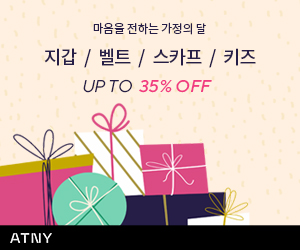 마음을 전하는 가정의 달
지갑 / 벨트 / 스카프 / 키즈
UP TO 35% OFF
ATNY